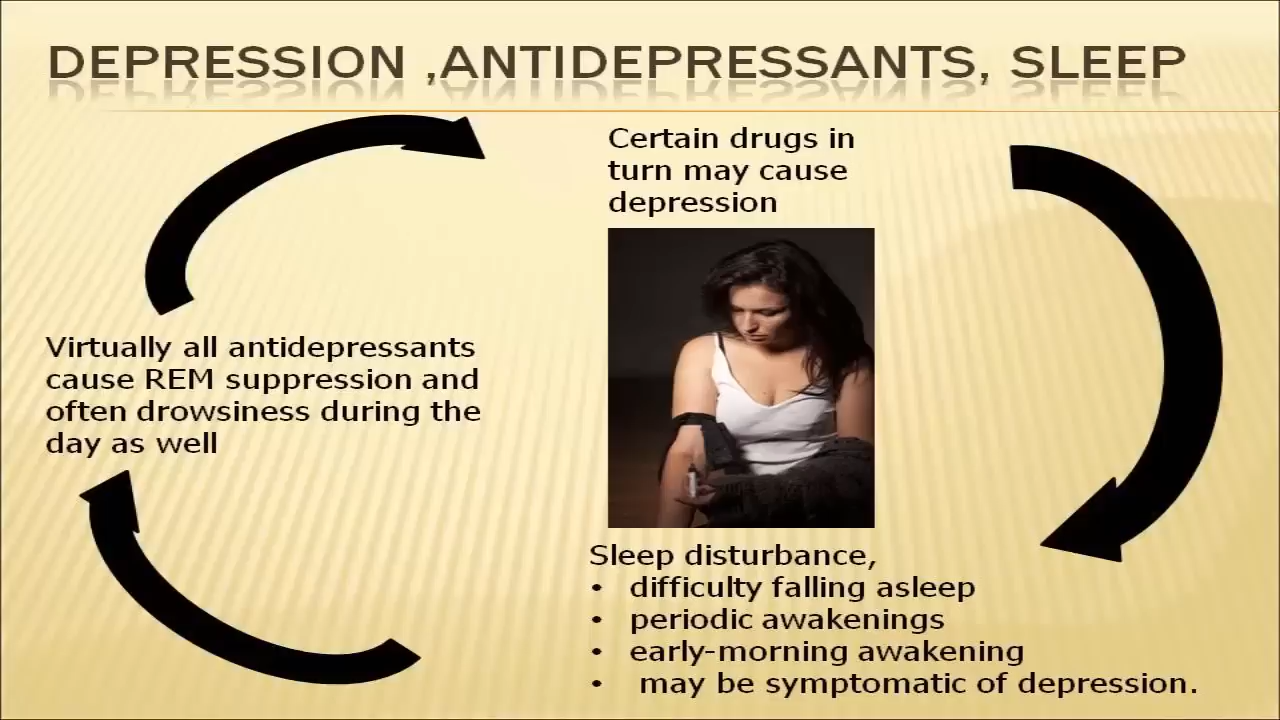 DEPRESSION ,ANTIDEPRESSANTS, SLEEP
Certain drugs in
turn may cause
depression
Virtually all antidepressants
cause REM suppression and
often drowsiness during the
day as well
Sleep disturbance,
• difficulty falling asleep
• periodic awakenings
• early-morning awakening
• may be symptomatic of depression.